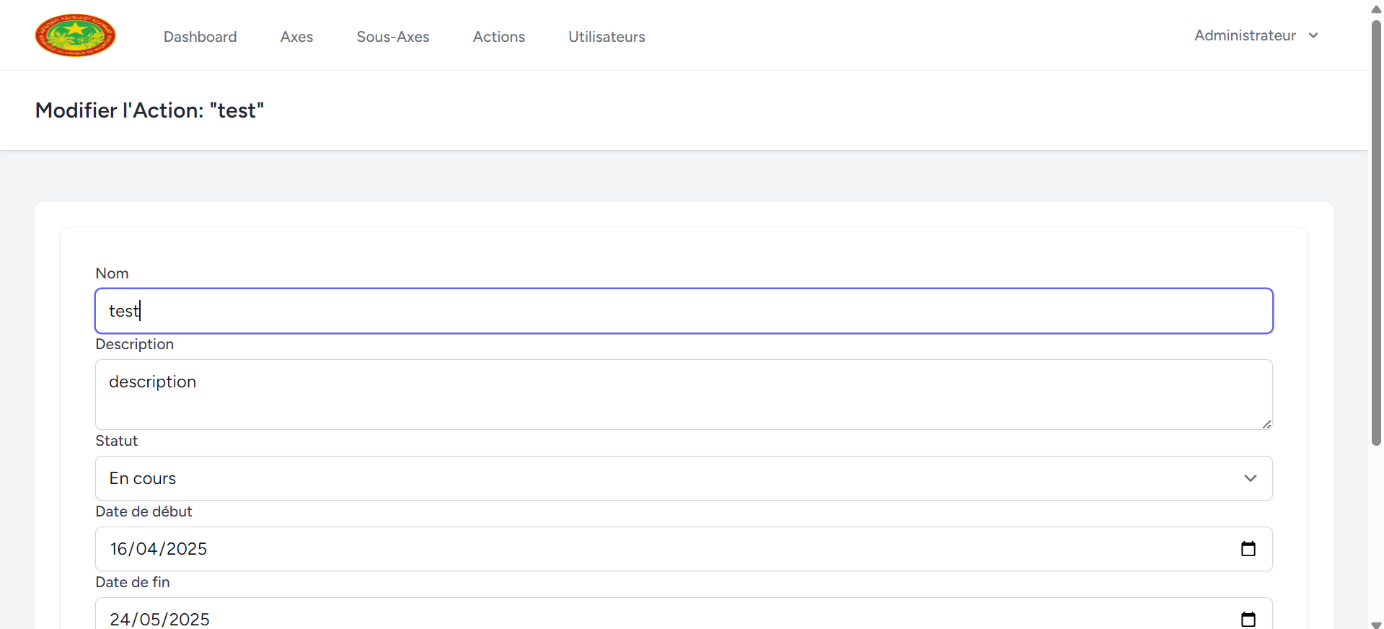 Dashboard
Axes
Sous-Axes
Actions
Utilisateurs
Administrateur
Modifier l'Action: "test"
Nom
test
Description
description
Statut
En cours
Date de début
16/04/2025
Date de fin
24/05/2025